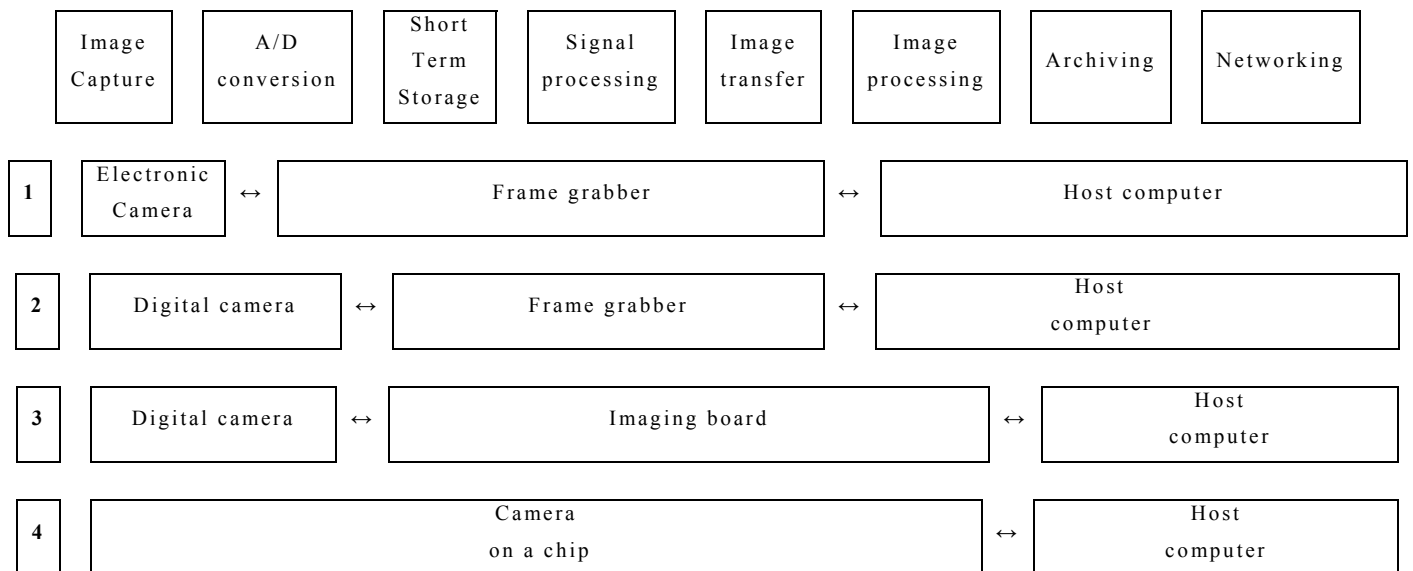 Image
Capture
A/D
conversion
Short
Term
Storage
Signal
processing
Image
transfer
Image
processing
Archiving
Networking
1
Electronic
Camera
↔
Frame grabber
↔
Host computer
2
Digital camera
↔
Frame grabber
↔
Host
computer
3
Digital camera
↔
Imaging board
↔
Host
computer
4
Camera
on a chip
↔
Host
computer